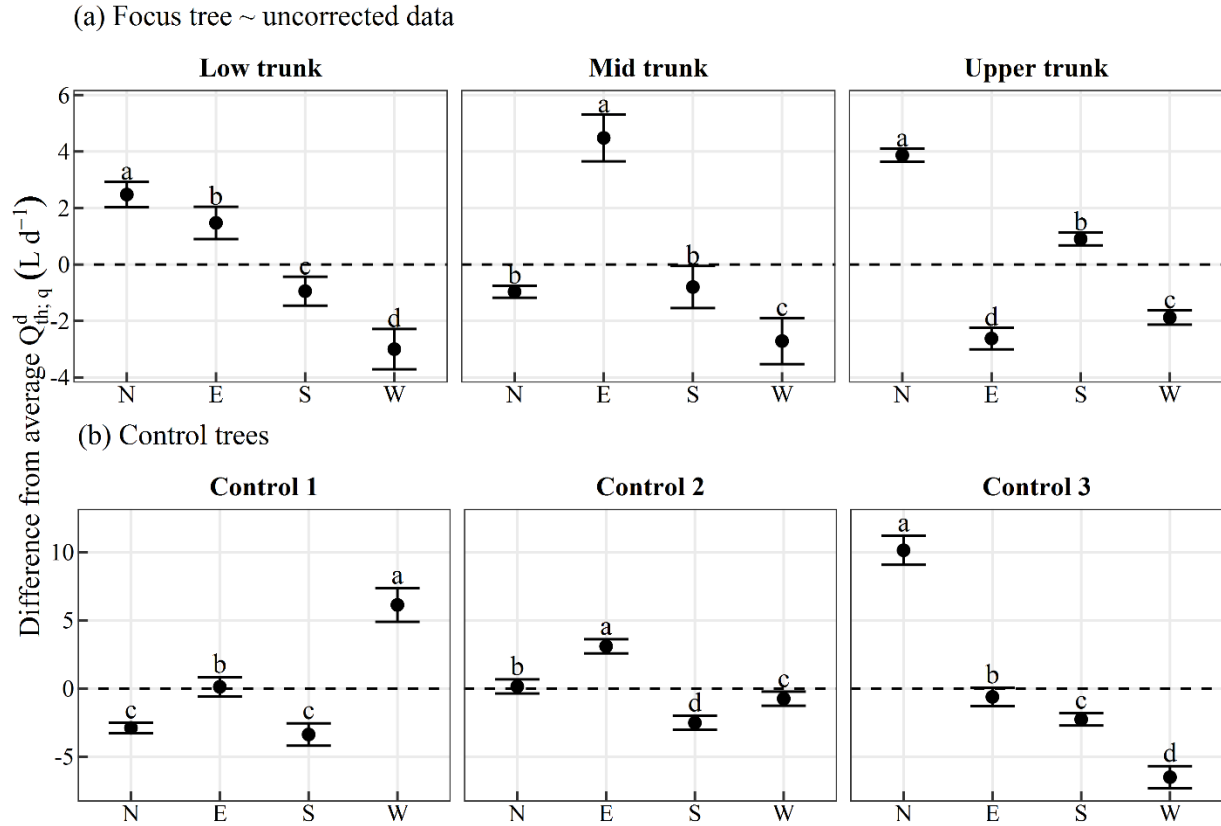 (a) Focus tree ~ uncorrected data
Low trunk Mid trunk Upper trunk
Difference from average Q^d_th; q (L d⁻¹)
6
4
2
0
-2
-4
a b c d
b a b c
a d b c
N E S W N E S W N E S W
(b) Control trees
Control 1 Control 2 Control 3
10
5
0
-5
c b c a
b a d c
a b c d
N E S W N E S W N E S W